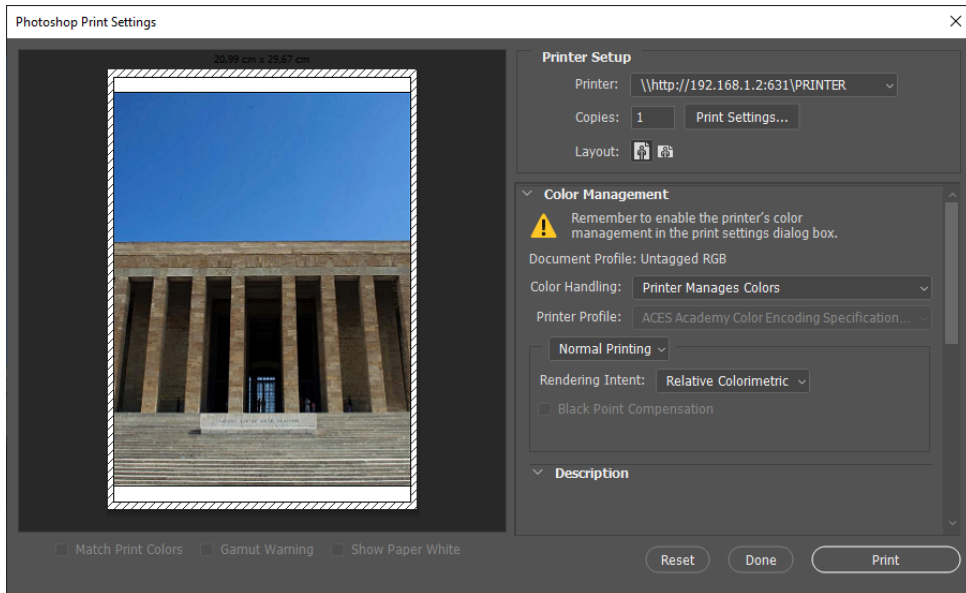 Photoshop Print Settings
20,99 cm x 29,67 cm
Printer Setup
Printer: \\http://192.168.1.2:631\PRINTER
Copies: 1 Print Settings...
Layout:
Color Management
Remember to enable the printer's color
management in the print settings dialog box.
Document Profile: Untagged RGB
Color Handling: Printer Manages Colors
Printer Profile: ACES Academy Color Encoding Specification...
Normal Printing
Rendering Intent: Relative Colorimetric
Black Point Compensation
Description
Match Print Colors Gamut Warning Show Paper White
Reset Done Print